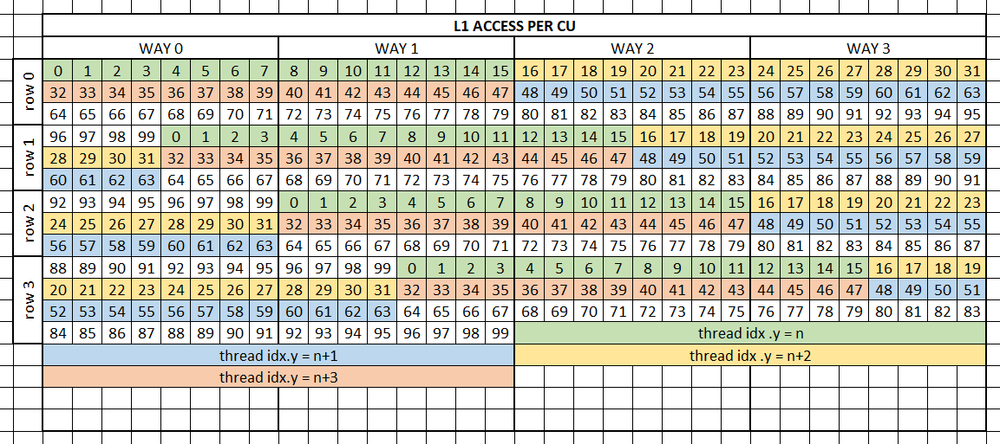 L1 ACCESS PER CU
WAY 0 WAY 1 WAY 2 WAY 3
row 0
0 1 2 3 4 5 6 7 8 9 10 11 12 13 14 15 16 17 18 19 20 21 22 23 24 25 26 27 28 29 30 31
32 33 34 35 36 37 38 39 40 41 42 43 44 45 46 47 48 49 50 51 52 53 54 55 56 57 58 59 60 61 62 63
64 65 66 67 68 69 70 71 72 73 74 75 76 77 78 79 80 81 82 83 84 85 86 87 88 89 90 91 92 93 94 95
row 1
96 97 98 99 0 1 2 3 4 5 6 7 8 9 10 11 12 13 14 15 16 17 18 19 20 21 22 23 24 25 26 27
28 29 30 31 32 33 34 35 36 37 38 39 40 41 42 43 44 45 46 47 48 49 50 51 52 53 54 55 56 57 58 59
60 61 62 63 64 65 66 67 68 69 70 71 72 73 74 75 76 77 78 79 80 81 82 83 84 85 86 87 88 89 90 91
row 2
92 93 94 95 96 97 98 99 0 1 2 3 4 5 6 7 8 9 10 11 12 13 14 15 16 17 18 19 20 21 22 23
24 25 26 27 28 29 30 31 32 33 34 35 36 37 38 39 40 41 42 43 44 45 46 47 48 49 50 51 52 53 54 55
56 57 58 59 60 61 62 63 64 65 66 67 68 69 70 71 72 73 74 75 76 77 78 79 80 81 82 83 84 85 86 87
row 3
88 89 90 91 92 93 94 95 96 97 98 99 0 1 2 3 4 5 6 7 8 9 10 11 12 13 14 15 16 17 18 19
20 21 22 23 24 25 26 27 28 29 30 31 32 33 34 35 36 37 38 39 40 41 42 43 44 45 46 47 48 49 50 51
52 53 54 55 56 57 58 59 60 61 62 63 64 65 66 67 68 69 70 71 72 73 74 75 76 77 78 79 80 81 82 83
84 85 86 87 88 89 90 91 92 93 94 95 96 97 98 99 thread idx .y = n
thread idx.y = n+1 thread idx .y = n+2
thread idx.y = n+3